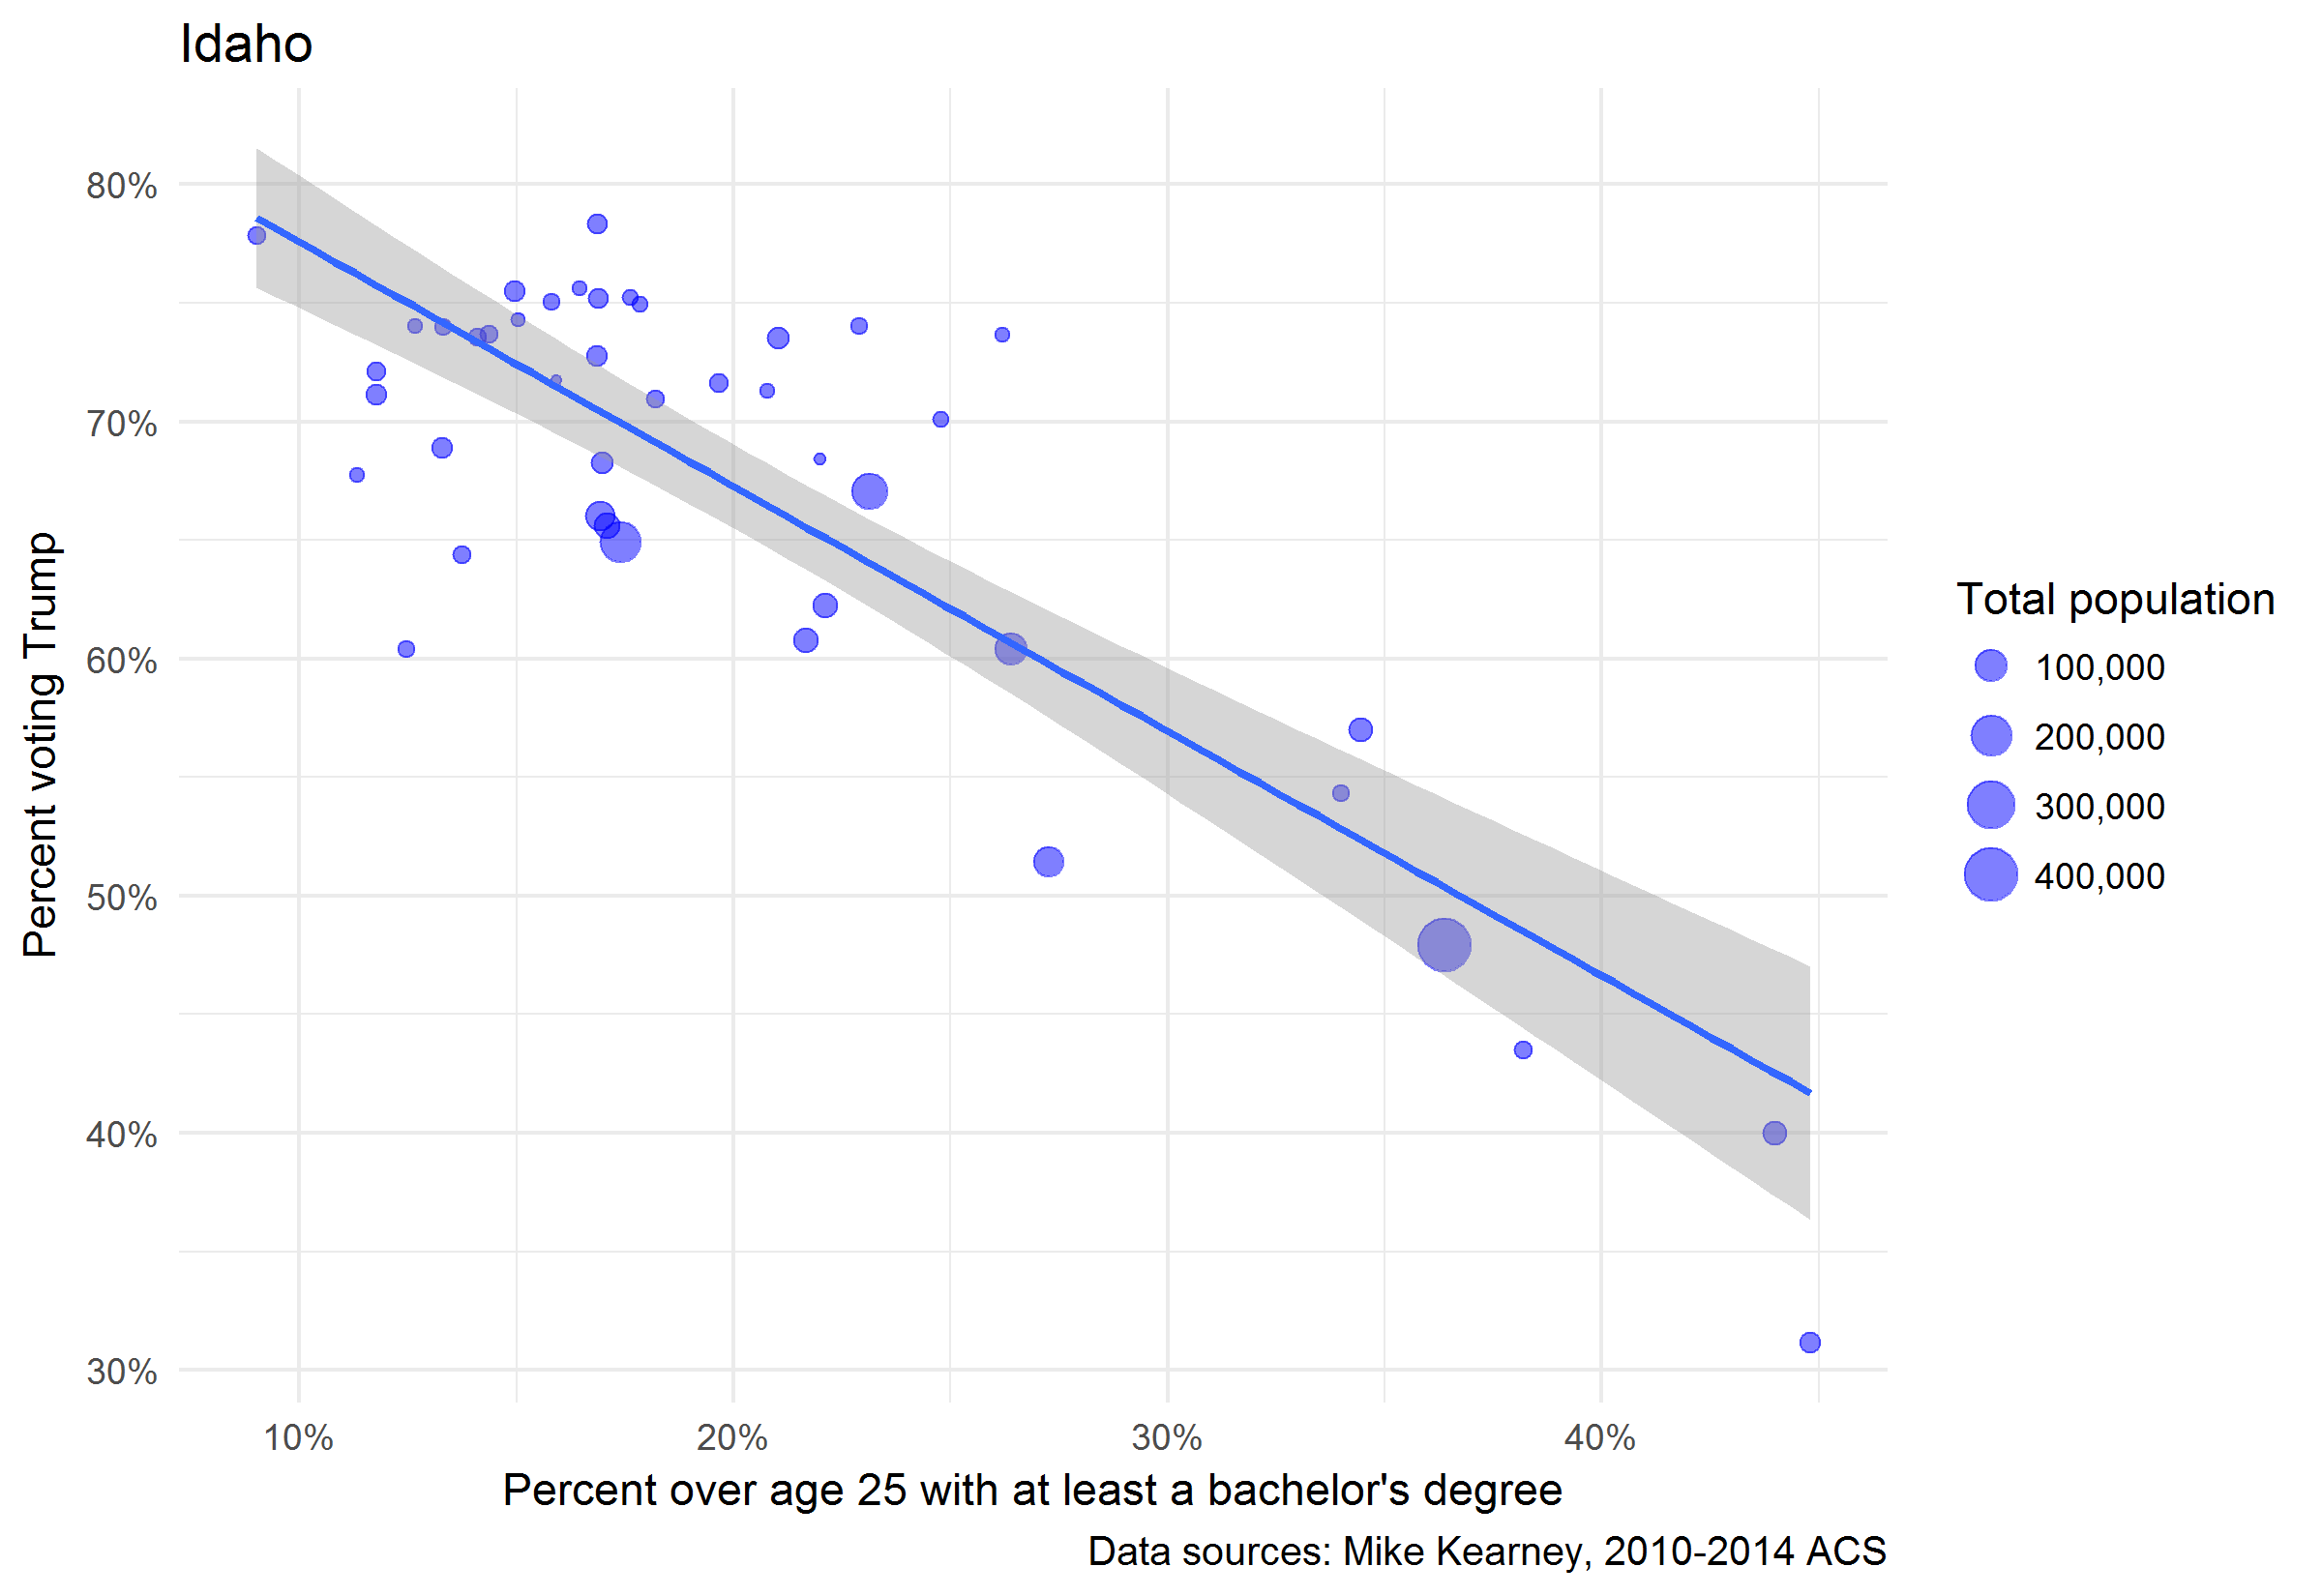 Idaho
80%
70%
60%
50%
40%
30%
Percent voting Trump
10%
20%
30%
40%
Percent over age 25 with at least a bachelor's degree
Data sources: Mike Kearney, 2010-2014 ACS
Total population
100,000
200,000
300,000
400,000